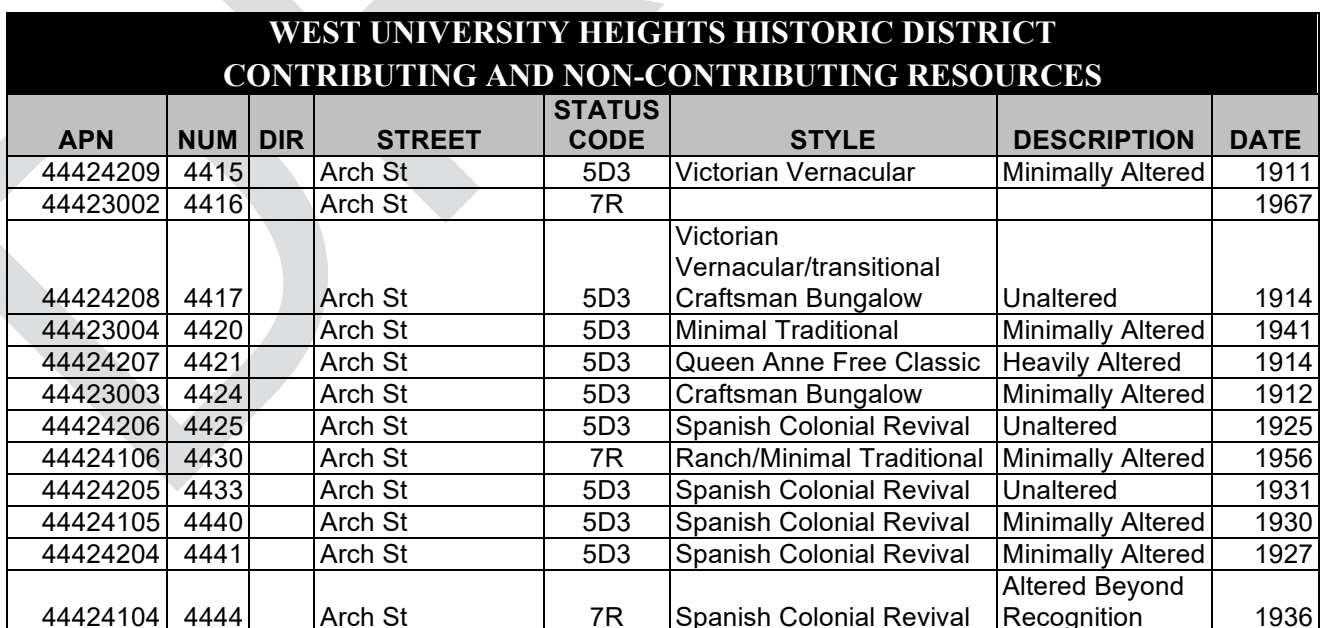 WEST UNIVERSITY HEIGHTS HISTORIC DISTRICT
CONTRIBUTING AND NON-CONTRIBUTING RESOURCES
APN NUM DIR STREET STATUS CODE STYLE DESCRIPTION DATE
44424209 4415 Arch St 5D3 Victorian Vernacular Minimally Altered 1911
44423002 4416 Arch St 7R 1967
44424208 4417 Arch St 5D3 Victorian Vernacular/transitional Craftsman Bungalow Unaltered 1914
44423004 4420 Arch St 5D3 Minimal Traditional Minimally Altered 1941
44424207 4421 Arch St 5D3 Queen Anne Free Classic Heavily Altered 1914
44423003 4424 Arch St 5D3 Craftsman Bungalow Minimally Altered 1912
44424206 4425 Arch St 5D3 Spanish Colonial Revival Unaltered 1925
44424106 4430 Arch St 7R Ranch/Minimal Traditional Minimally Altered 1956
44424205 4433 Arch St 5D3 Spanish Colonial Revival Unaltered 1931
44424105 4440 Arch St 5D3 Spanish Colonial Revival Minimally Altered 1930
44424204 4441 Arch St 5D3 Spanish Colonial Revival Minimally Altered 1927
44424104 4444 Arch St 7R Spanish Colonial Revival Altered Beyond Recognition 1936